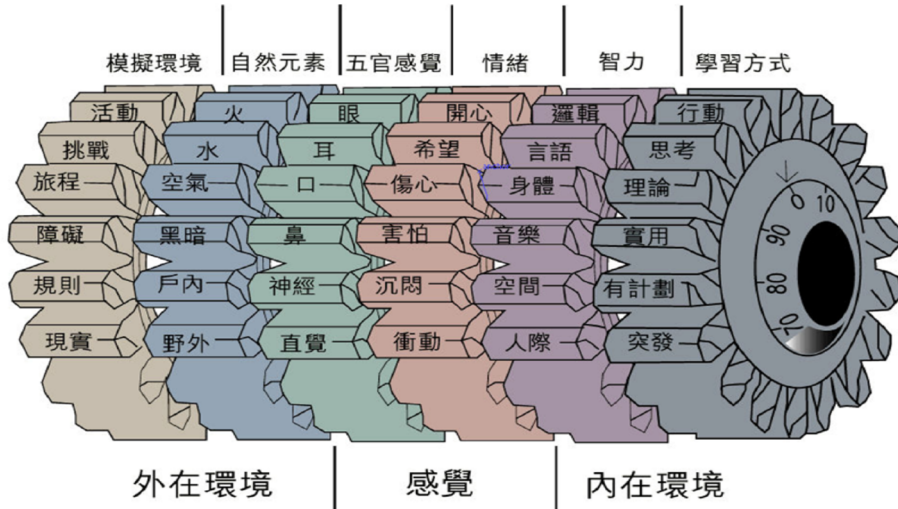 模擬環境 自然元素 五官感覺 情緒 智力 學習方式
活動 火 眼 開心 邏輯 行動
挑戰 水 耳 希望 言語 思考
旅程 空氣 口 傷心 身體 理論
障礙 黑暗 鼻 害怕 音樂 實用
規則 戶內 神經 沉悶 空間 有計劃
現實 野外 直覺 衝動 人際 突發
0 10
90
80
70
外在環境 感覺 內在環境